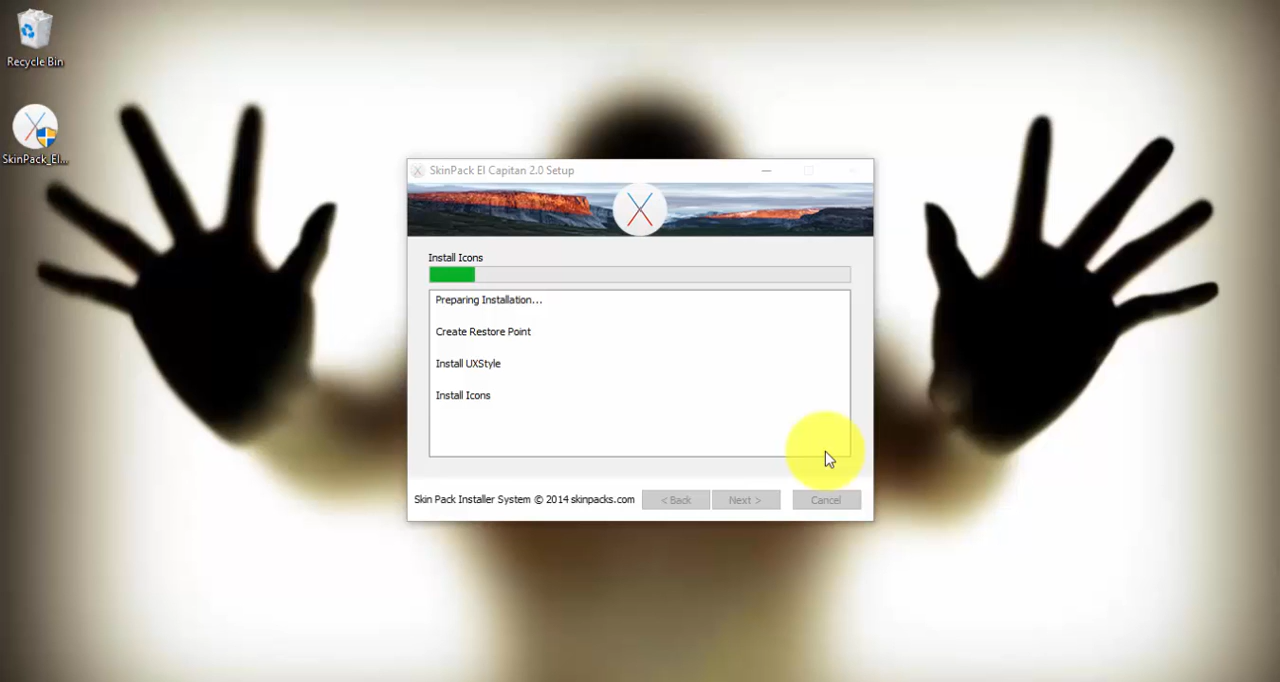 Recycle Bin
SkinPack_El...
SkinPack El Capitan 2.0 Setup
Install Icons
Preparing Installation...
Create Restore Point
Install UXStyle
Install Icons
Skin Pack Installer System © 2014 skinpacks.com
< Back
Next >
Cancel